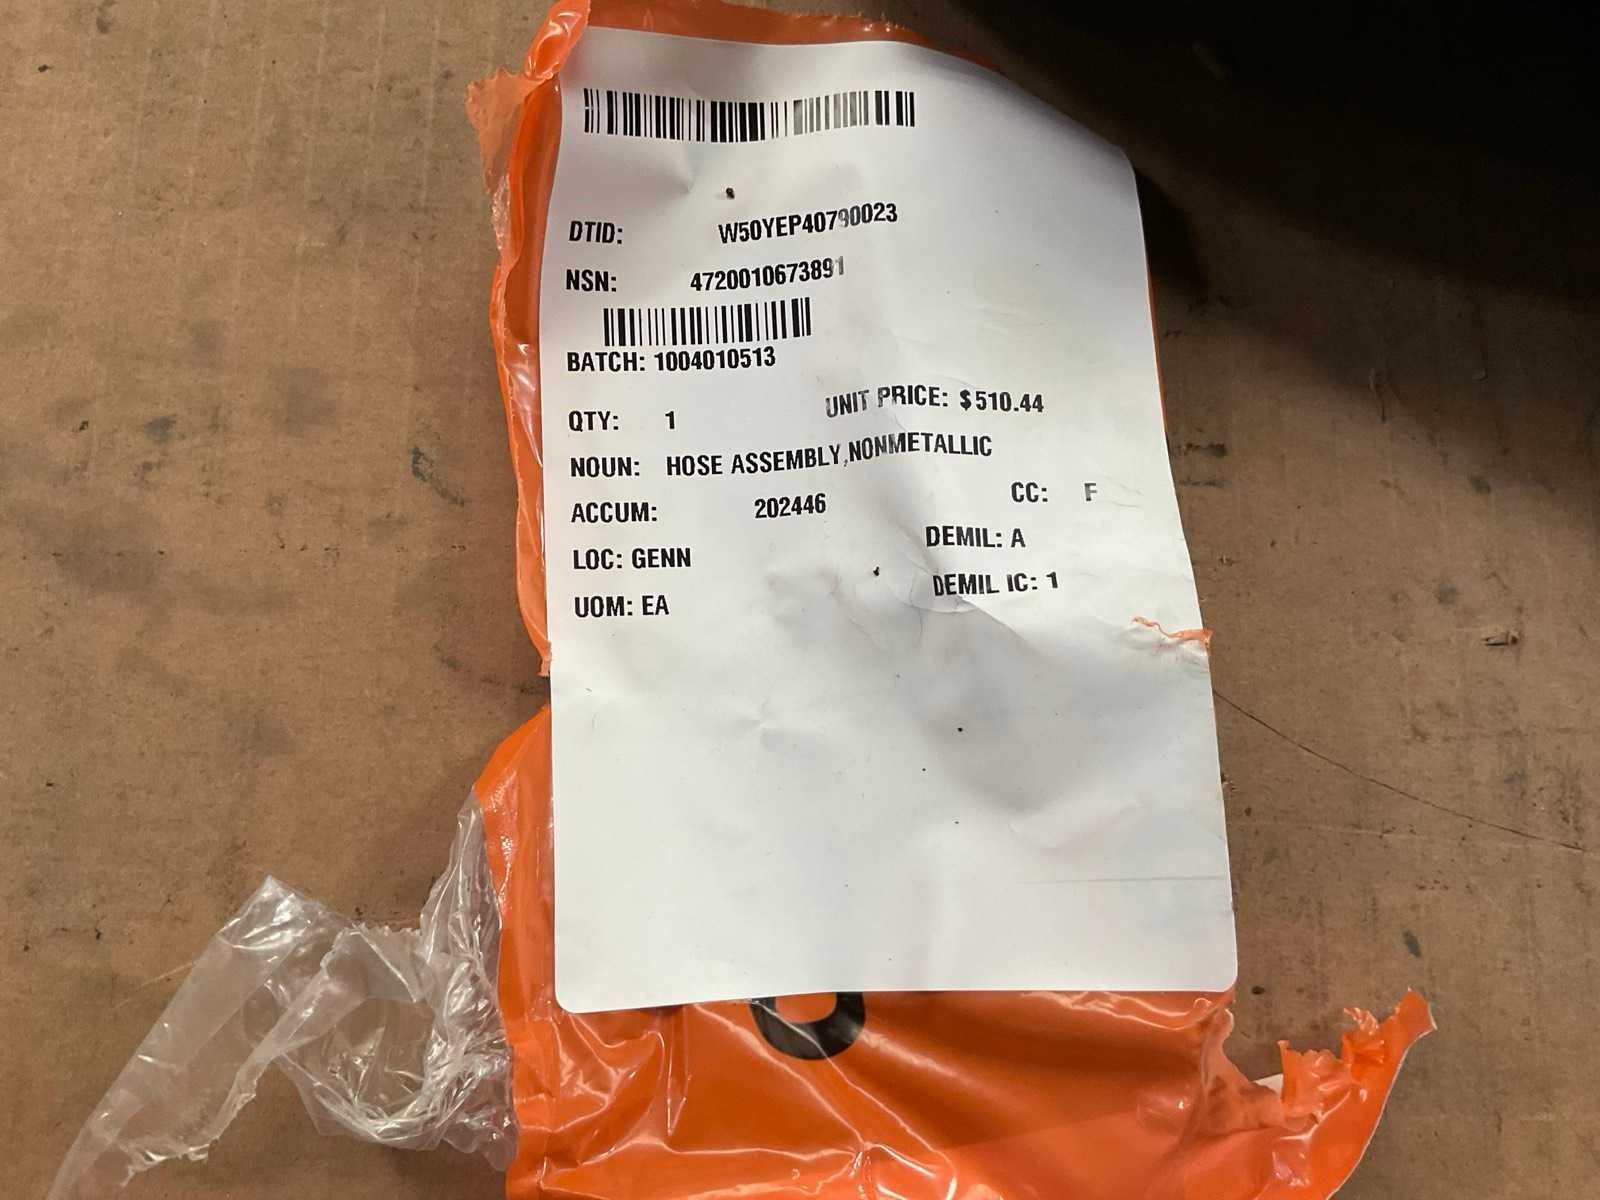 DTID: W50YEP40790023
NSN: 4720010673891
BATCH: 1004010513
QTY: 1 UNIT PRICE: $510.44
NOUN: HOSE ASSEMBLY,NONMETALLIC
ACCUM: 202446 CC: F
LOC: GENN DEMIL: A
UOM: EA DEMIL IC: 1